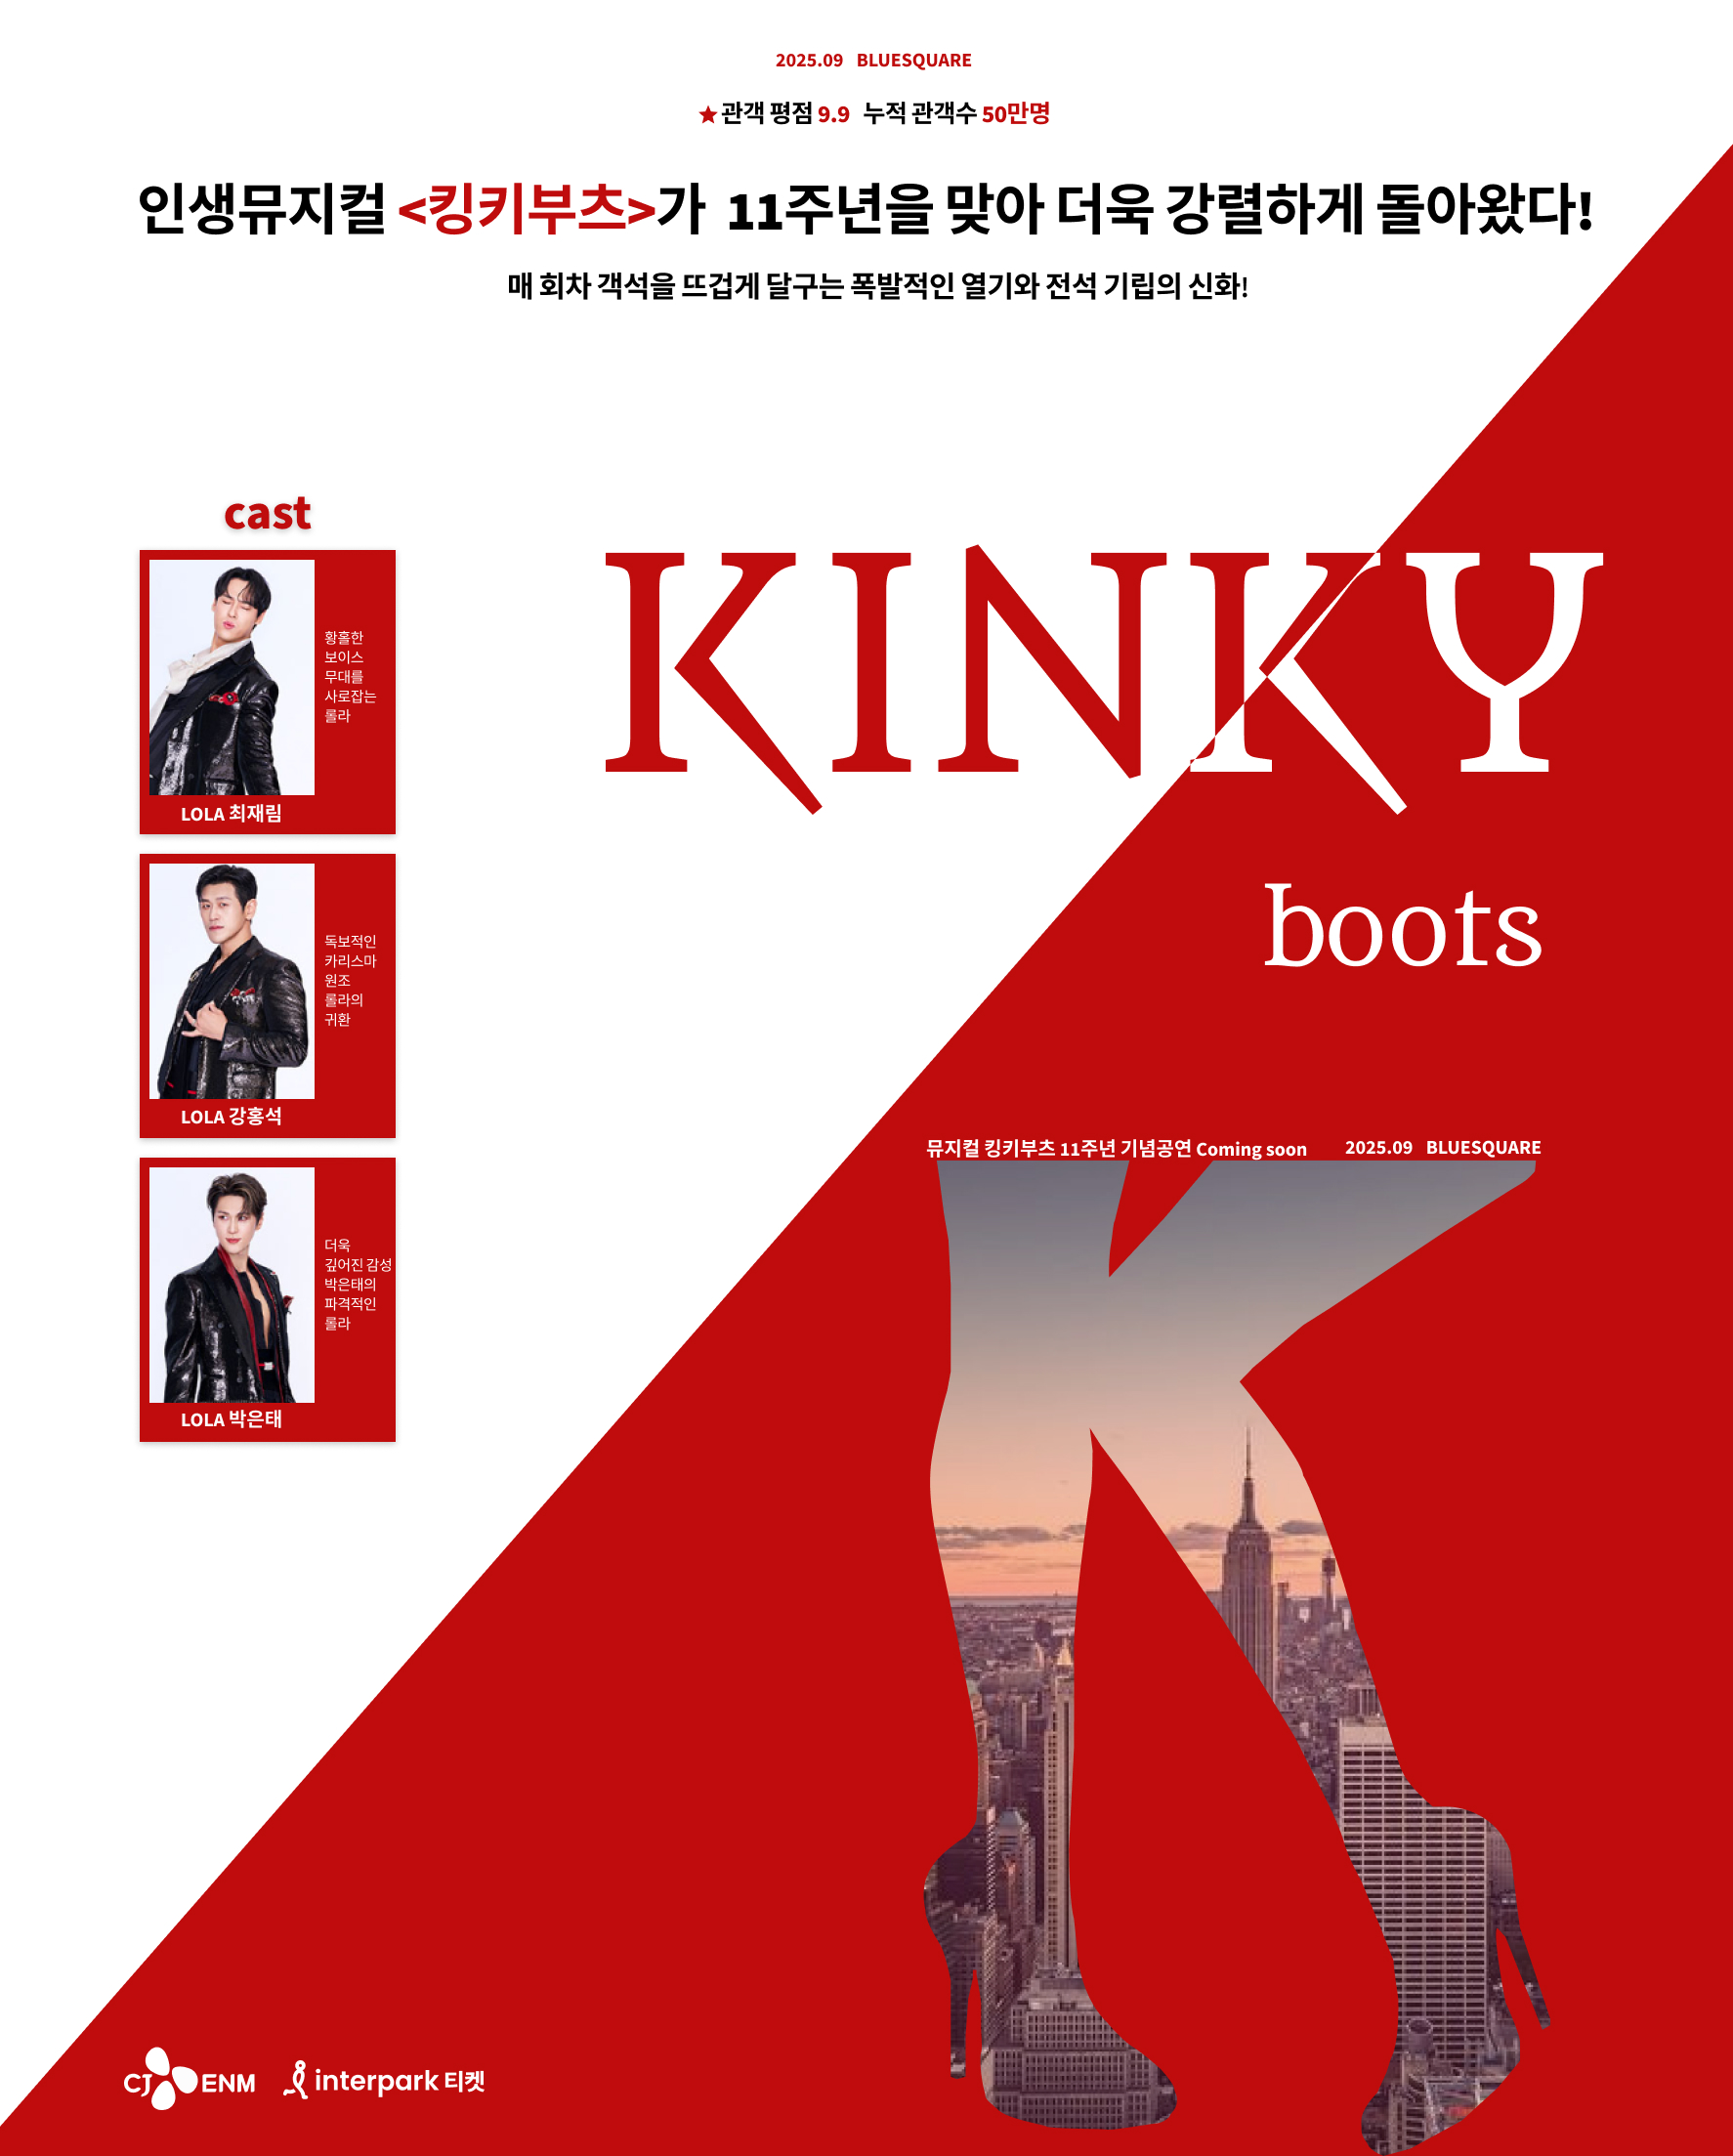 2025.09 BLUESQUARE
★관객 평점 9.9 누적 관객수 50만명
인생뮤지컬 <킹키부츠>가 11주년을 맞아 더욱 강렬하게 돌아왔다!
매 회차 객석을 뜨겁게 달구는 폭발적인 열기와 전석 기립의 신화!
cast
황홀한
보이스
무대를
사로잡는
롤라
LOLA 최재림
독보적인
카리스마
원조
롤라의
귀환
LOLA 강홍석
더욱
깊어진 감성
박은태의
파격적인
롤라
LOLA 박은태
KINKY
boots
뮤지컬 킹키부츠 11주년 기념공연 Coming soon 2025.09 BLUESQUARE
CJ ENM interpark 티켓